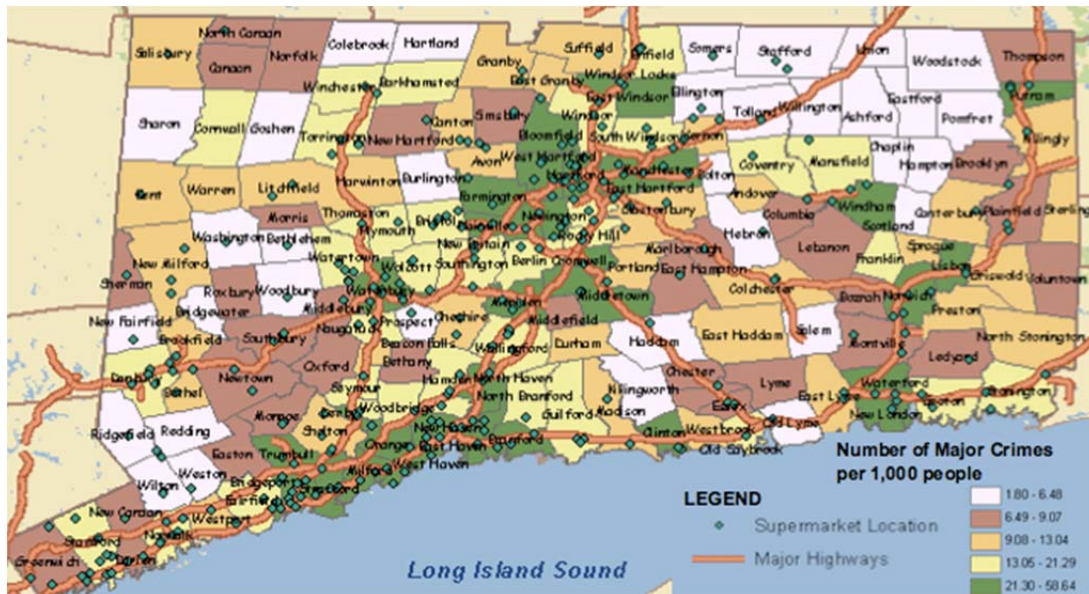 North Canaan
Salisbury
Canaan
Norfolk
Colebrook
Hartland
Suffield
Enfield
Somers
Stafford
Union
Woodstock
Thompson
Granby
East Granby
Windsor Locks
Winchester
Barkhamsted
East Windsor
Ellington
Putnam
Sharon
Cornwall
Goshen
Torrington
New Hartford
Canton
Simsbury
Bloomfield
Windsor
South Windsor
Vernon
Tolland
Willington
Ashford
Eastford
Pomfret
Killingly
Avon
West Hartford
Hartford
Manchester
Bolton
Coventry
Mansfield
Chaplin
Hampton
Brooklyn
Kent
Warren
Litchfield
Harwinton
Burlington
Farmington
East Hartford
Glastonbury
Andover
Columbia
Windham
Scotland
Canterbury
Plainfield
Sterling
Morris
Thomaston
Bristol
Plainville
Newington
Washington
Bethlehem
Plymouth
New Britain
Rocky Hill
Hebron
Marlborough
Lebanon
Franklin
Sprague
Lisbon
Griswold
Voluntown
New Milford
Watertown
Wolcott
Southington
Berlin
Cromwell
Portland
East Hampton
Colchester
Sherman
Roxbury
Woodbury
Waterbury
Middlebury
Meriden
Middletown
Bozrah
Norwich
Preston
New Fairfield
Bridgewater
Naugatuck
Prospect
Cheshire
Middlefield
Brookfield
Southbury
Beacon Falls
Wallingford
Durham
Haddam
East Haddam
Salem
Montville
North Stonington
Danbury
Oxford
Bethany
Ledyard
Bethel
Newtown
Seymour
Hamden
North Haven
Chester
Lyme
Monroe
Derby
Woodbridge
North Branford
Killingworth
Essex
East Lyme
Waterford
Stonington
Redding
Shelton
Guilford
Madison
New London
Groton
Ridgefield
Orange
New Haven
East Haven
Branford
Clinton
Westbrook
Old Lyme
Easton
Trumbull
Milford
West Haven
Old Saybrook
Weston
Wilton
Bridgeport
Stratford
Fairfield
New Canaan
Westport
Stamford
Norwalk
Greenwich
Darien
Long Island Sound
Number of Major Crimes
per 1,000 people
LEGEND
Supermarket Location
Major Highways
1.80 - 6.48
6.49 - 9.07
9.08 - 13.04
13.05 - 21.29
21.30 - 58.64